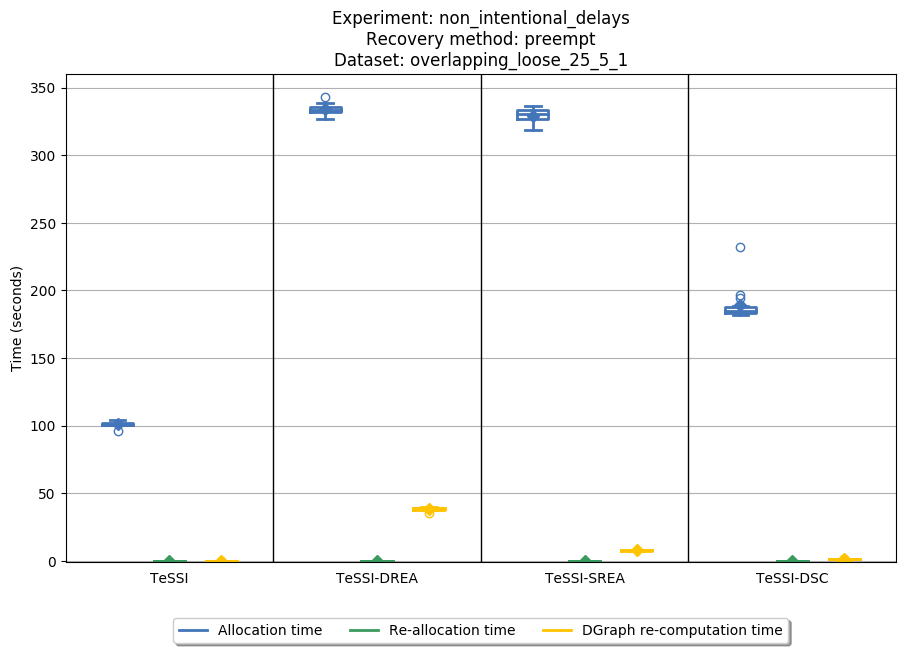 Experiment: non_intentional_delays
Recovery method: preempt
Dataset: overlapping_loose_25_5_1
Time (seconds)
350
300
250
200
150
100
50
0
TeSSI TeSSI-DREA TeSSI-SREA TeSSI-DSC
Allocation time Re-allocation time DGraph re-computation time